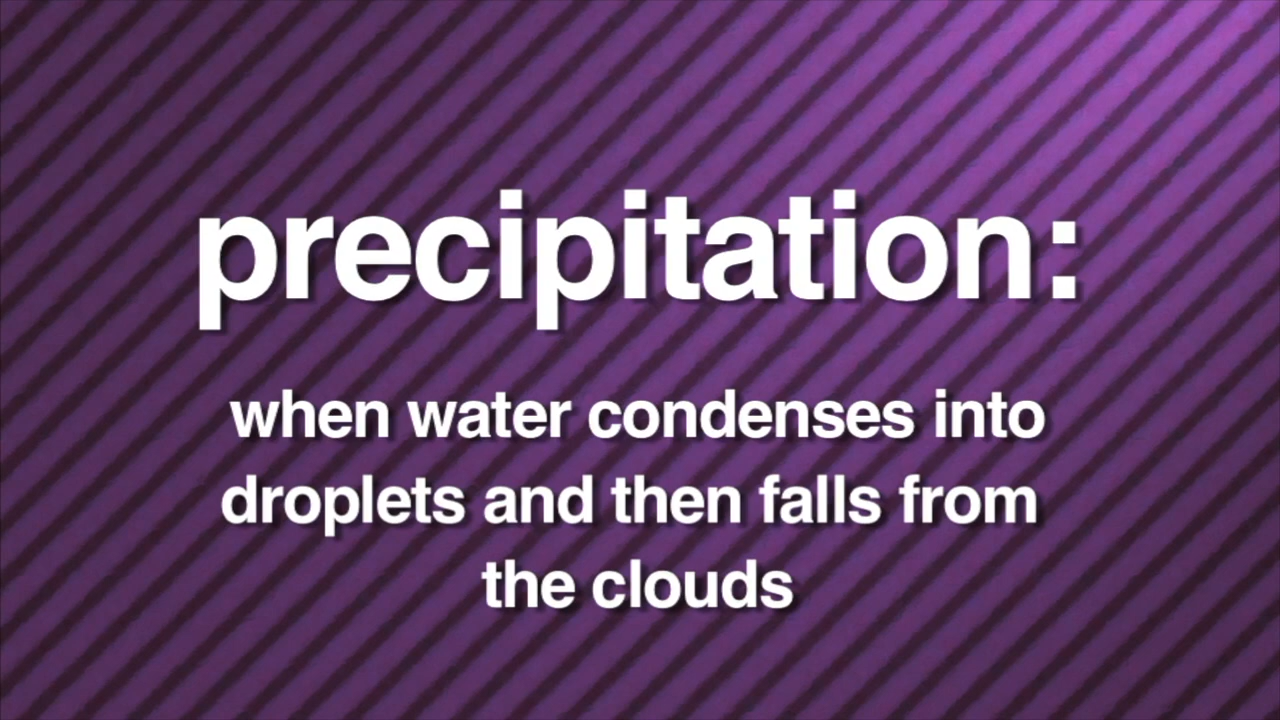 precipitation:
when water condenses into
droplets and then falls from
the clouds